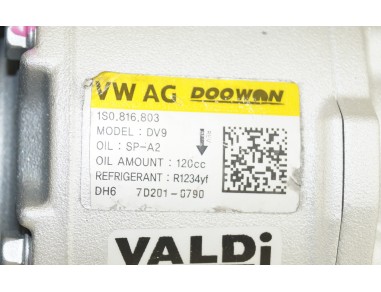 VW AG DOOWON
1S0.816.803
MODEL : DV9
OIL : SP-A2
OIL AMOUNT : 120cc
REFRIGERANT : R1234yf
DH6 7D201-0790
VALDi